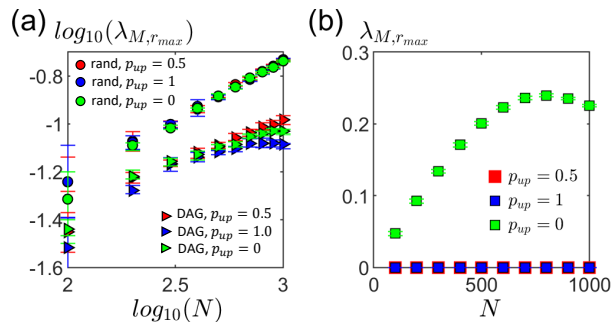 (a)
log10(λM,rmax)
-0.8
-1
-1.2
-1.4
-1.6
rand, pup = 0.5
rand, pup = 1
rand, pup = 0
DAG, pup = 0.5
DAG, pup = 1.0
DAG, pup = 0
2
2.5
3
log10(N)
(b)
λM,rmax
0.3
0.2
0.1
0
pup = 0.5
pup = 1
pup = 0
0
500
1000
N